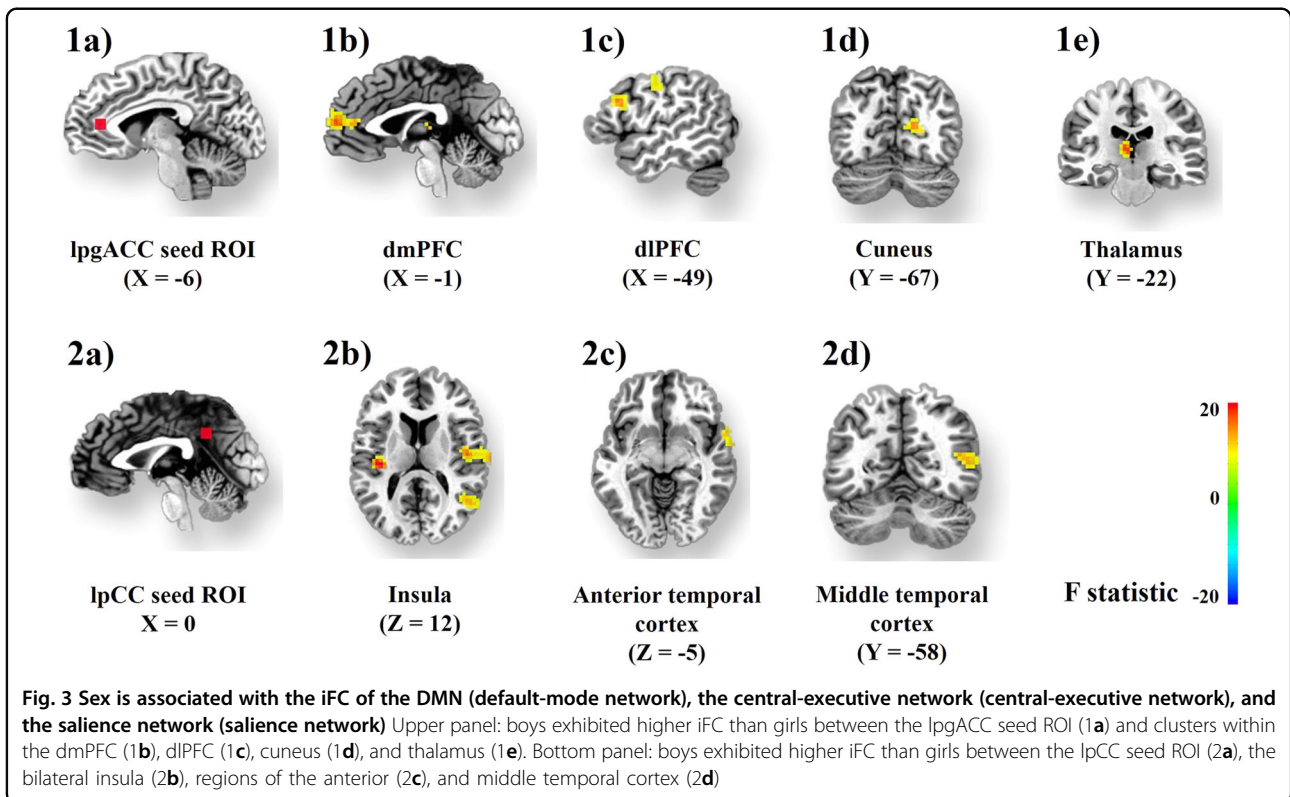 1a)
1b)
1c)
1d)
1e)
lpgACC seed ROI
(X = -6)
dmPFC
(X = -1)
dlPFC
(X = -49)
Cuneus
(Y = -67)
Thalamus
(Y = -22)
2a)
2b)
2c)
2d)
lpCC seed ROI
X = 0
Insula
(Z = 12)
Anterior temporal
cortex
(Z = -5)
Middle temporal
cortex
(Y = -58)
20
0
-20
F statistic
Fig. 3 Sex is associated with the iFC of the DMN (default-mode network), the central-executive network (central-executive network), and
the salience network (salience network) Upper panel: boys exhibited higher iFC than girls between the lpgACC seed ROI (1a) and clusters within
the dmPFC (1b), dlPFC (1c), cuneus (1d), and thalamus (1e). Bottom panel: boys exhibited higher iFC than girls between the lpCC seed ROI (2a), the
bilateral insula (2b), regions of the anterior (2c), and middle temporal cortex (2d)